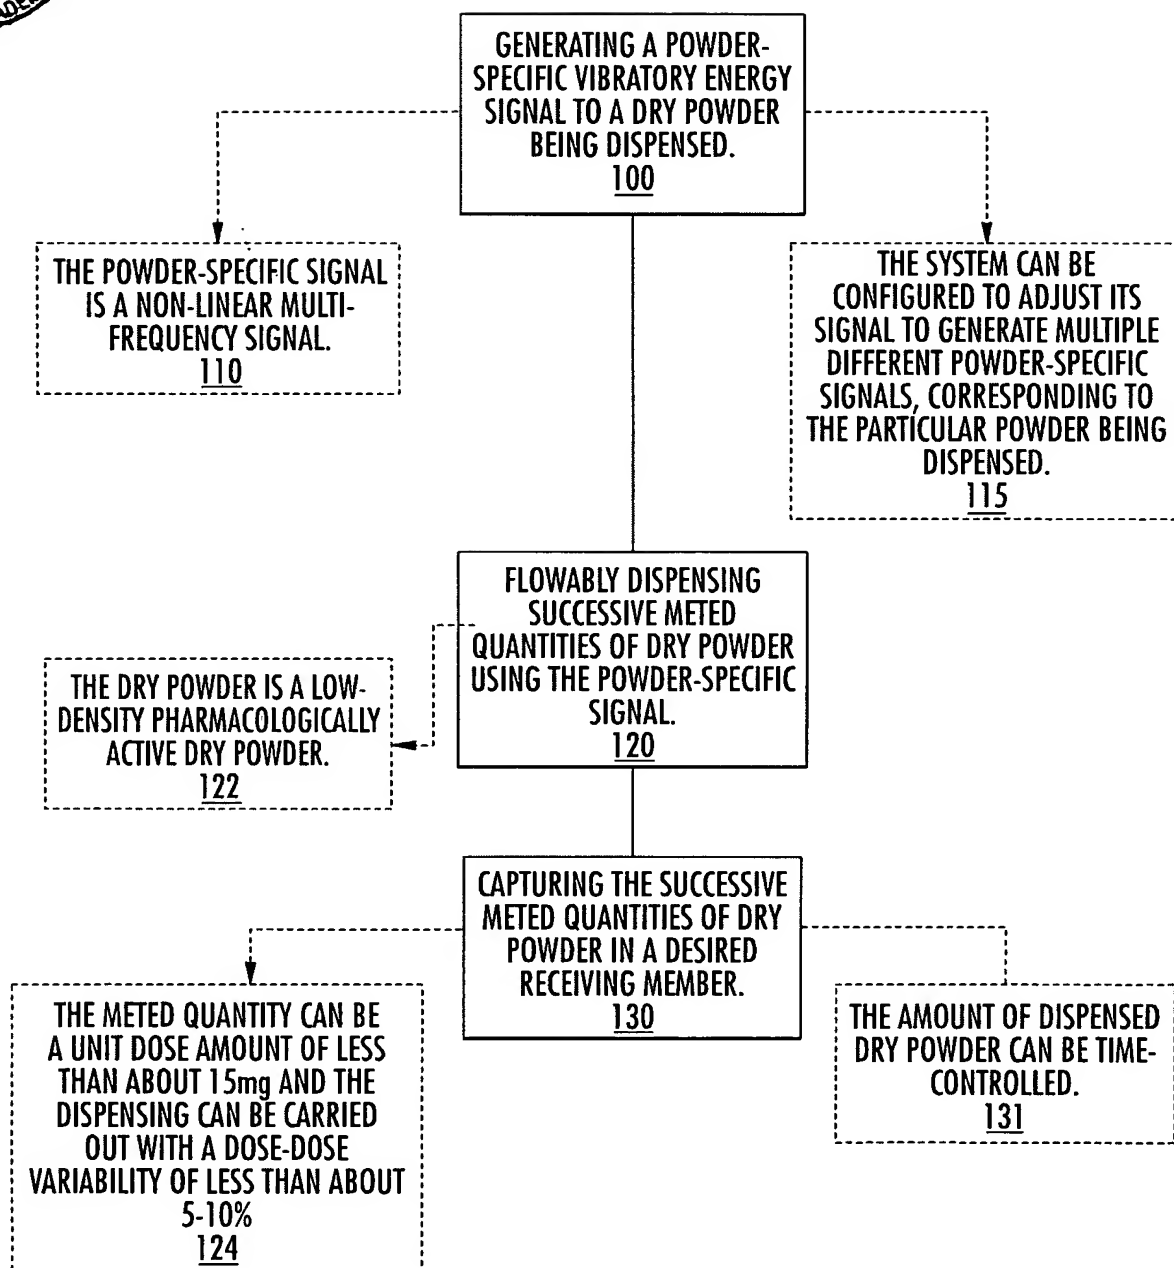 GENERATING A POWDER-
SPECIFIC VIBRATORY ENERGY
SIGNAL TO A DRY POWDER
BEING DISPENSED.
100
THE POWDER-SPECIFIC SIGNAL
IS A NON-LINEAR MULTI-
FREQUENCY SIGNAL.
110
THE SYSTEM CAN BE
CONFIGURED TO ADJUST ITS
SIGNAL TO GENERATE MULTIPLE
DIFFERENT POWDER-SPECIFIC
SIGNALS, CORRESPONDING TO
THE PARTICULAR POWDER BEING
DISPENSED.
115
FLOWABLY DISPENSING
SUCCESSIVE METED
QUANTITIES OF DRY POWDER
USING THE POWDER-SPECIFIC
SIGNAL.
120
THE DRY POWDER IS A LOW-
DENSITY PHARMACOLOGICALLY
ACTIVE DRY POWDER.
122
CAPTURING THE SUCCESSIVE
METED QUANTITIES OF DRY
POWDER IN A DESIRED
RECEIVING MEMBER.
130
THE METED QUANTITY CAN BE
A UNIT DOSE AMOUNT OF LESS
THAN ABOUT 15mg AND THE
DISPENSING CAN BE CARRIED
OUT WITH A DOSE-DOSE
VARIABILITY OF LESS THAN ABOUT
5-10%
124
THE AMOUNT OF DISPENSED
DRY POWDER CAN BE TIME-
CONTROLLED.
131